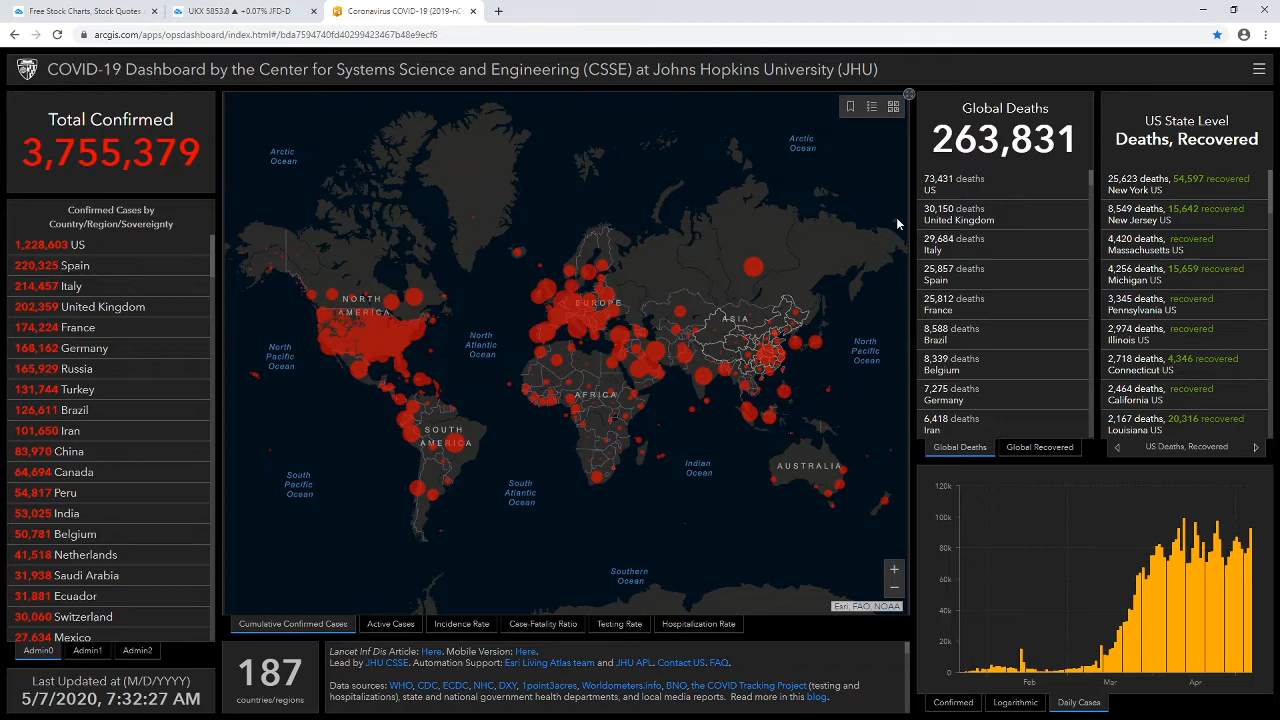 Free Stock Charts, Stock Quotes a
UKX 5853.8 ▲ +0.07% JFD-D
Coronavirus COVID-19 (2019-nC
arcgis.com/apps/opsdashboard/index.html#/bda7594740fd40299423467b48e9ecf6
COVID-19 Dashboard by the Center for Systems Science and Engineering (CSSE) at Johns Hopkins University (JHU)
Total Confirmed
3,755,379
Confirmed Cases by
Country/Region/Sovereignty
1,228,603 US
220,325 Spain
214,457 Italy
202,359 United Kingdom
174,224 France
168,162 Germany
165,929 Russia
131,744 Turkey
126,611 Brazil
101,650 Iran
83,970 China
64,694 Canada
54,817 Peru
53,025 India
50,781 Belgium
41,518 Netherlands
31,938 Saudi Arabia
31,881 Ecuador
30,060 Switzerland
27,634 Mexico
Admin0
Admin1
Admin2
Last Updated at (M/D/YYYY)
5/7/2020, 7:32:27 AM
Arctic
Ocean
Arctic
Ocean
NORTH
AMERICA
EUROPE
ASIA
North
Pacific
Ocean
North
Atlantic
Ocean
North
Pacific
Ocean
AFRICA
SOUTH
AMERICA
Indian
Ocean
AUSTRALIA
South
Pacific
Ocean
South
Atlantic
Ocean
Southern
Ocean
+
−
Esri, FAO, NOAA
Cumulative Confirmed Cases
Active Cases
Incidence Rate
Case-Fatality Ratio
Testing Rate
Hospitalization Rate
187
countries/regions
Lancet Inf Dis Article: Here. Mobile Version: Here.
Lead by JHU CSSE. Automation Support: Esri Living Atlas team and JHU APL. Contact US. FAQ.
Data sources: WHO, CDC, ECDC, NHC, DXY, 1point3acres, Worldometers.info, BNO, the COVID Tracking Project (testing and
hospitalizations), state and national government health departments, and local media reports. Read more in this blog.
Global Deaths
263,831
73,431 deaths
US
30,150 deaths
United Kingdom
29,684 deaths
Italy
25,857 deaths
Spain
25,812 deaths
France
8,588 deaths
Brazil
8,339 deaths
Belgium
7,275 deaths
Germany
6,418 deaths
Iran
Global Deaths
Global Recovered
US State Level
Deaths, Recovered
25,623 deaths, 54,597 recovered
New York US
8,549 deaths, 15,642 recovered
New Jersey US
4,420 deaths, recovered
Massachusetts US
4,256 deaths, 15,659 recovered
Michigan US
3,345 deaths, recovered
Pennsylvania US
2,974 deaths, recovered
Illinois US
2,718 deaths, 4,346 recovered
Connecticut US
2,464 deaths, recovered
California US
2,167 deaths, 20,316 recovered
Louisiana US
US Deaths, Recovered
120k
100k
80k
60k
40k
20k
0
Feb
Mar
Apr
Confirmed
Logarithmic
Daily Cases